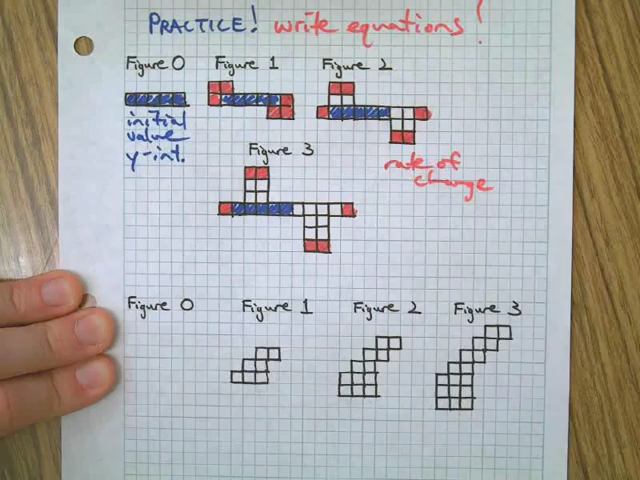 PRACTICE! write equations!
Figure 0 Figure 1 Figure 2
initial
value
y-int.
Figure 3
rate of
change
Figure 0 Figure 1 Figure 2 Figure 3